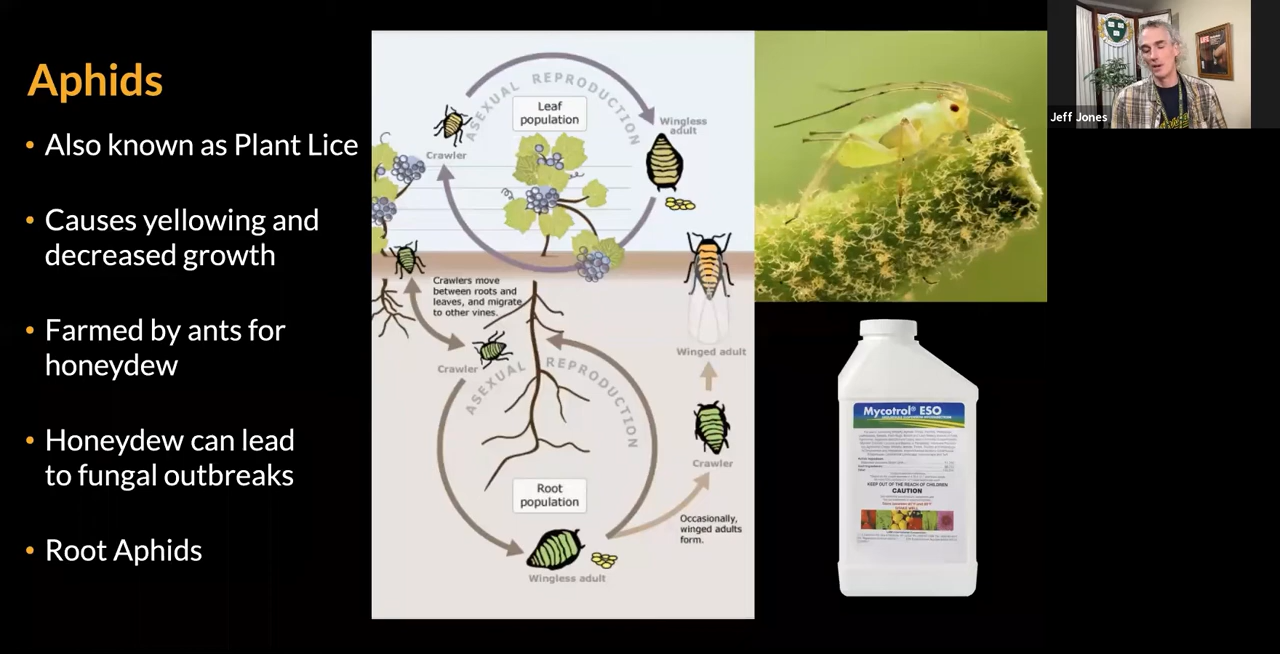 Aphids
• Also known as Plant Lice
• Causes yellowing and
decreased growth
• Farmed by ants for
honeydew
• Honeydew can lead
to fungal outbreaks
• Root Aphids
ASEXUAL REPRODUCTION
Leaf
population
Wingless
adult
Crawler
Crawlers move
between roots and
leaves, and migrate
to other vines.
Crawler
ASEXUAL REPRODUCTION
Winged adult
Crawler
Root
population
Occasionally,
winged adults
form.
Wingless adult
Mycotrol® ESO
KEEP OUT OF THE REACH OF CHILDREN
CAUTION
Jeff Jones
LIFE